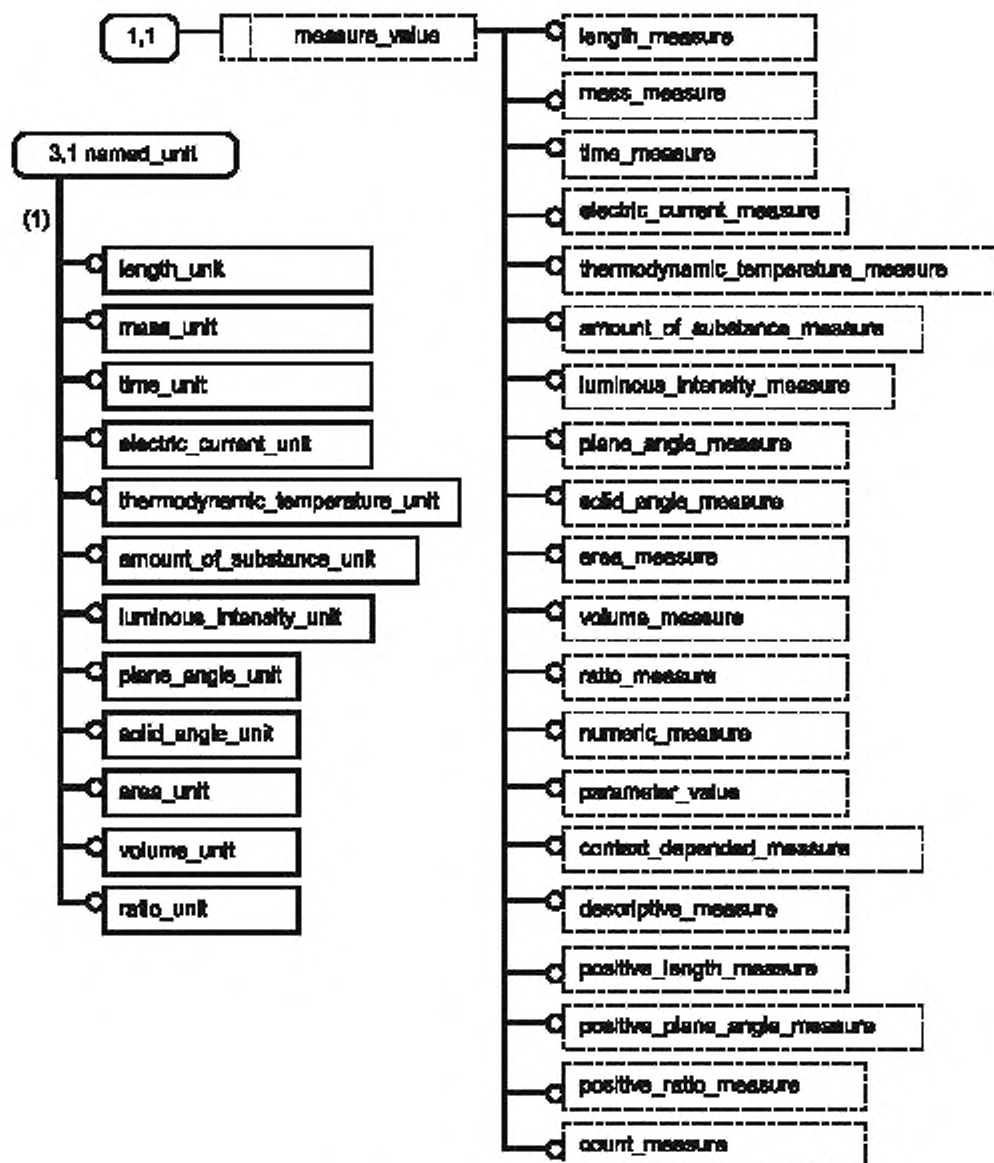 1,1
measure_value
length_measure
mass_measure
time_measure
electric_current_measure
thermodynamic_temperature_measure
amount_of_substance_measure
luminous_intensity_measure
plane_angle_measure
solid_angle_measure
area_measure
volume_measure
ratio_measure
numeric_measure
parameter_value
context_depended_measure
descriptive_measure
positive_length_measure
positive_plane_angle_measure
positive_ratio_measure
count_measure
3,1 named_unit
(1)
length_unit
mass_unit
time_unit
electric_current_unit
thermodynamic_temperature_unit
amount_of_substance_unit
luminous_intensity_unit
plane_angle_unit
solid_angle_unit
area_unit
volume_unit
ratio_unit